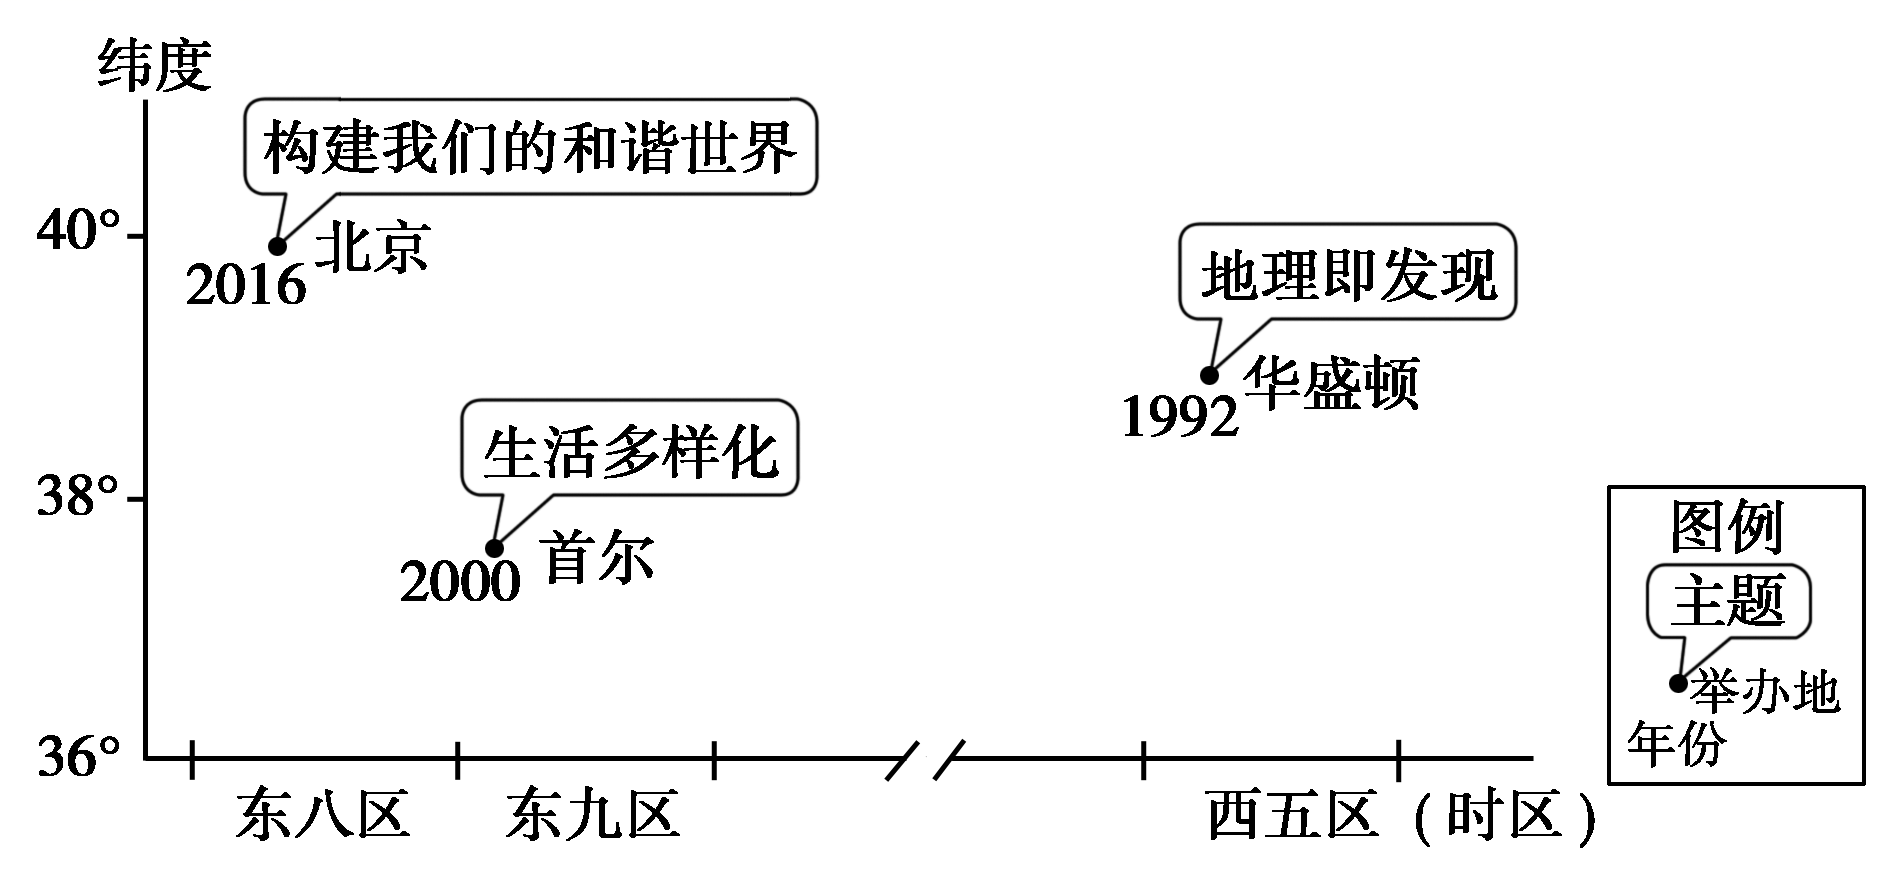 纬度
构建我们的和谐世界
40°
2016 北京
地理即发现
1992 华盛顿
生活多样化
38°
2000 首尔
图例
主题
举办地
年份
36°
东八区 东九区 西五区 (时区)